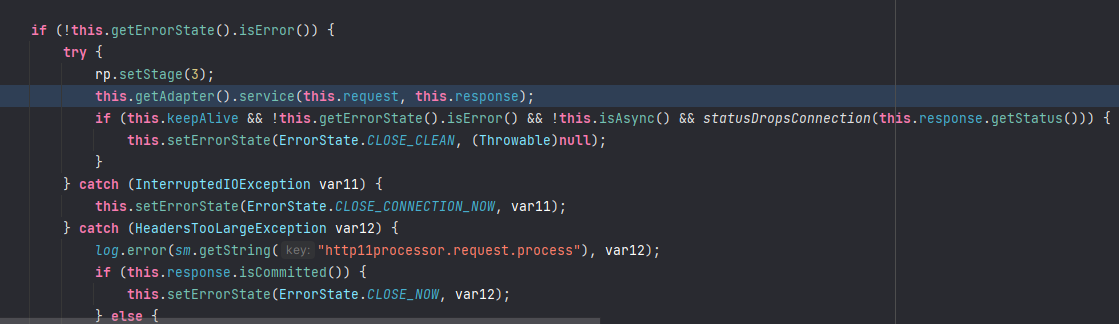 if (!this.getErrorState().isError()) {
try {
rp.setStage(3);
this.getAdapter().service(this.request, this.response);
if (this.keepAlive && !this.getErrorState().isError() && !this.isAsync() && statusDropsConnection(this.response.getStatus())) {
this.setErrorState(ErrorState.CLOSE_CLEAN, (Throwable)null);
}
} catch (InterruptedIOException var11) {
this.setErrorState(ErrorState.CLOSE_CONNECTION_NOW, var11);
} catch (HeadersTooLargeException var12) {
log.error(sm.getString( key: "http11processor.request.process"), var12);
if (this.response.isCommitted()) {
this.setErrorState(ErrorState.CLOSE_NOW, var12);
} else {